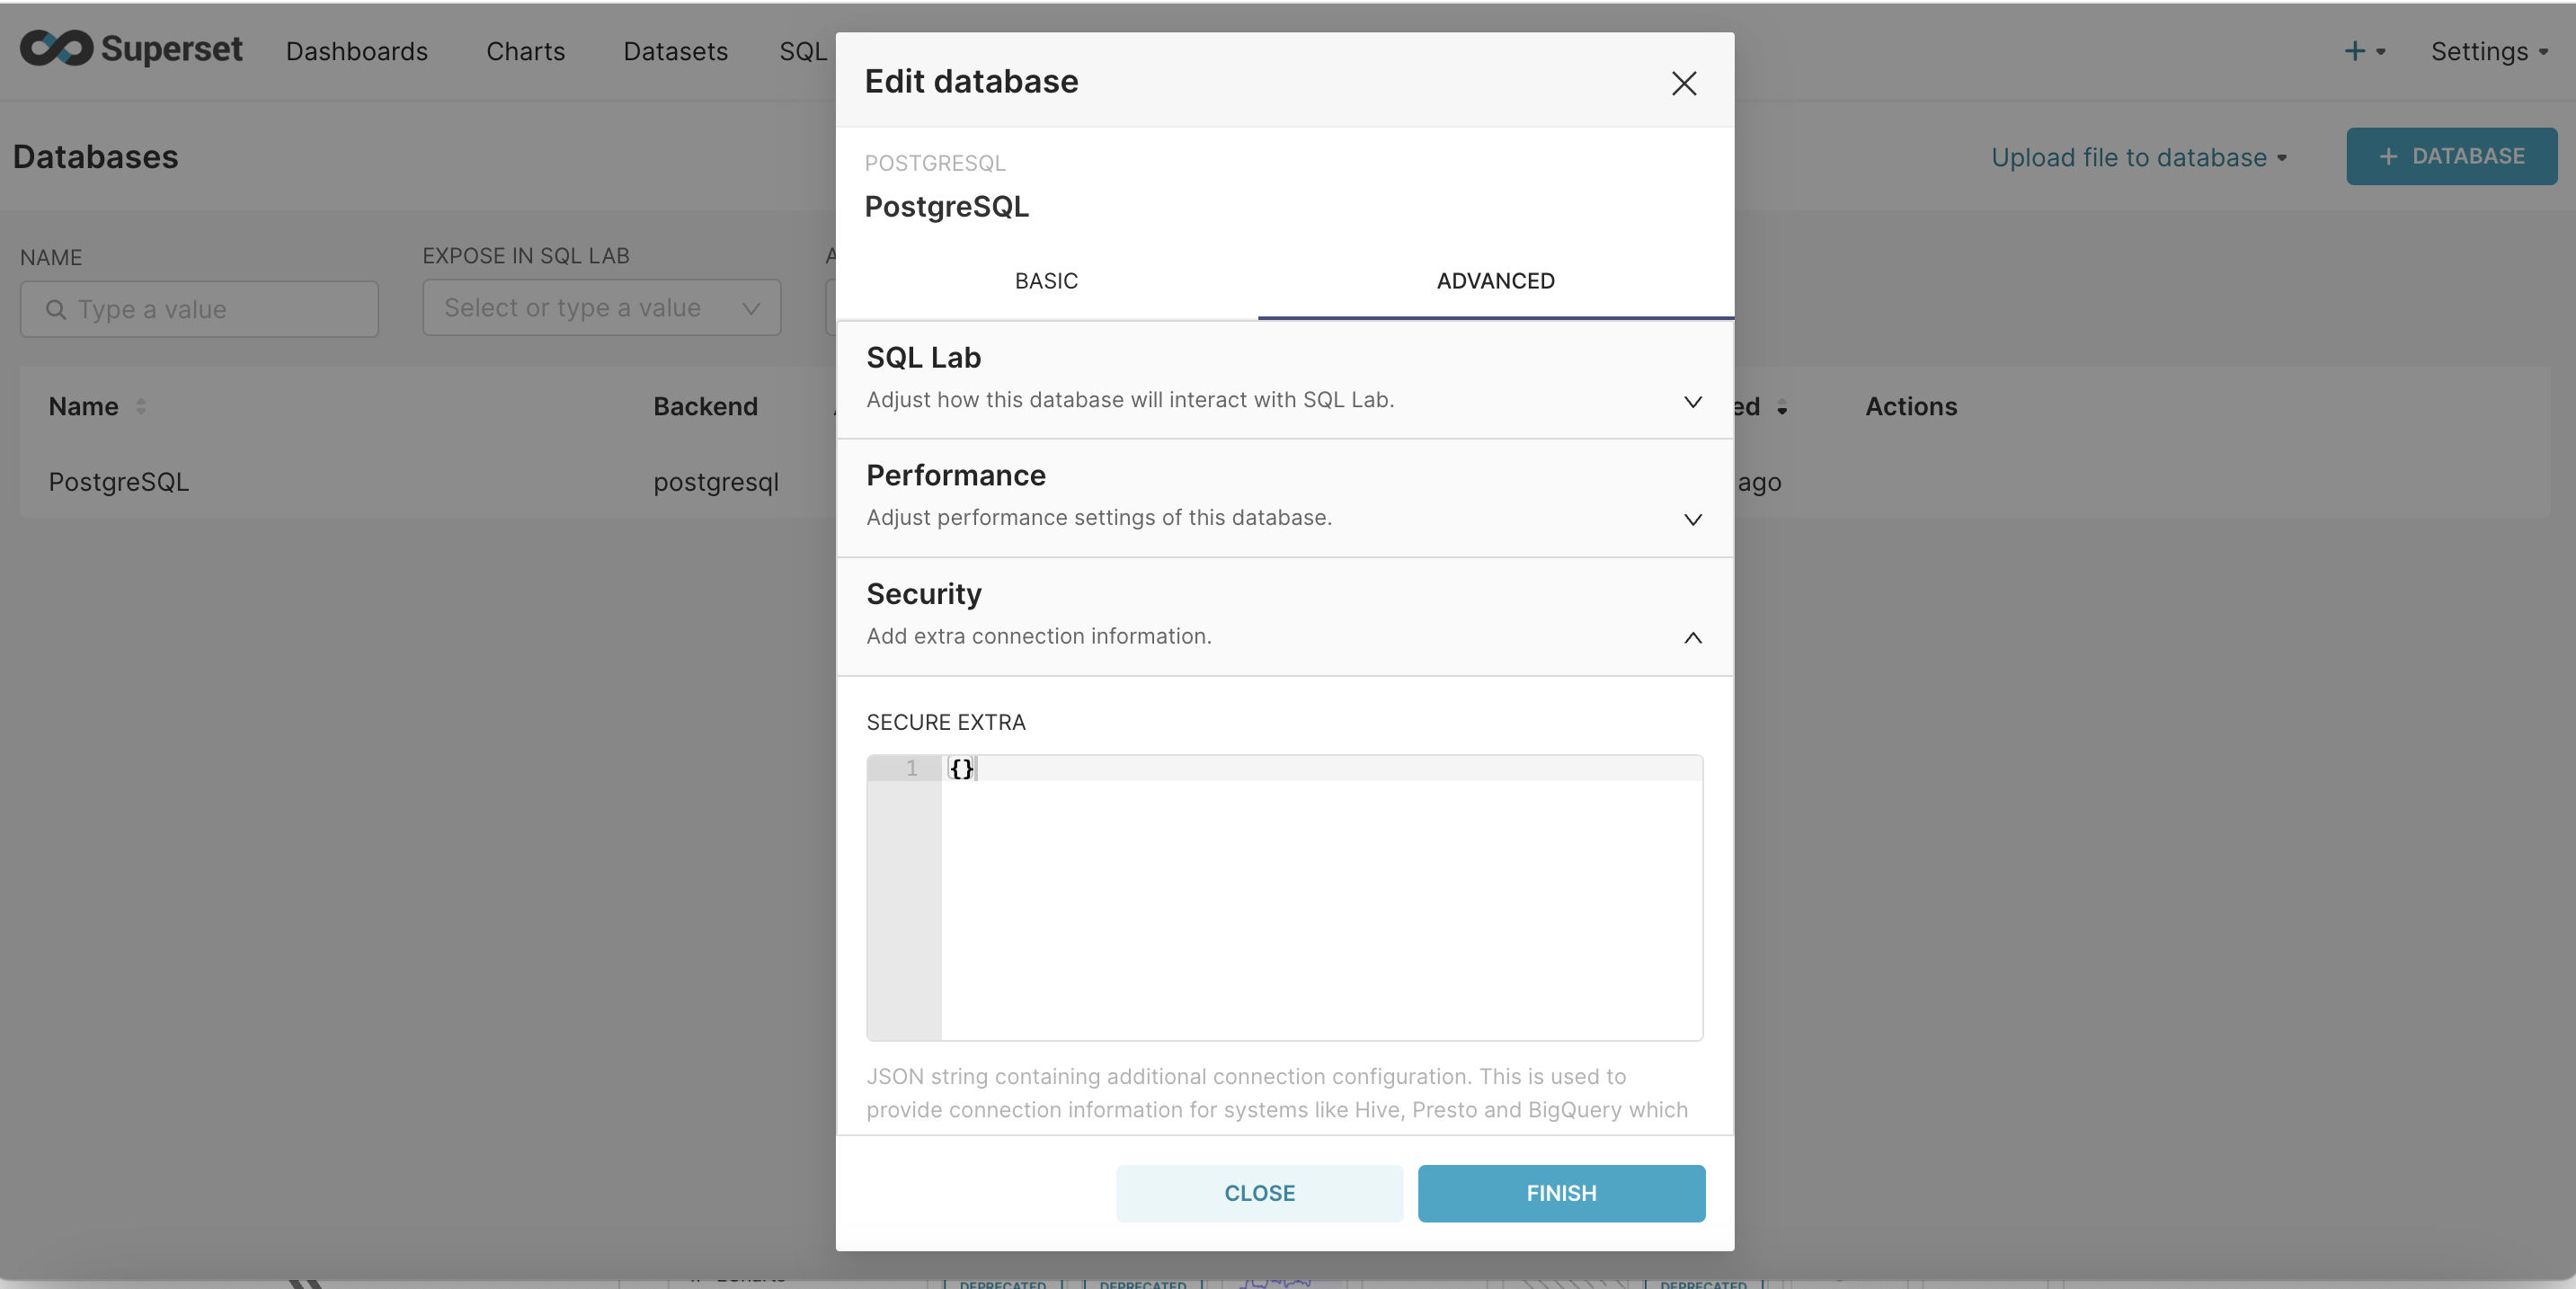 Superset
Dashboards
Charts
Datasets
SQL
Settings
Databases
Upload file to database
+ DATABASE
NAME
Type a value
EXPOSE IN SQL LAB
Select or type a value
Name
Backend
ed
Actions
PostgreSQL
postgresql
ago
Edit database
POSTGRESQL
PostgreSQL
BASIC
ADVANCED
SQL Lab
Adjust how this database will interact with SQL Lab.
Performance
Adjust performance settings of this database.
Security
Add extra connection information.
SECURE EXTRA
1
{}
JSON string containing additional connection configuration. This is used to
provide connection information for systems like Hive, Presto and BigQuery which
CLOSE
FINISH
DEPRECATED
DEPRECATED
DEPRECATED